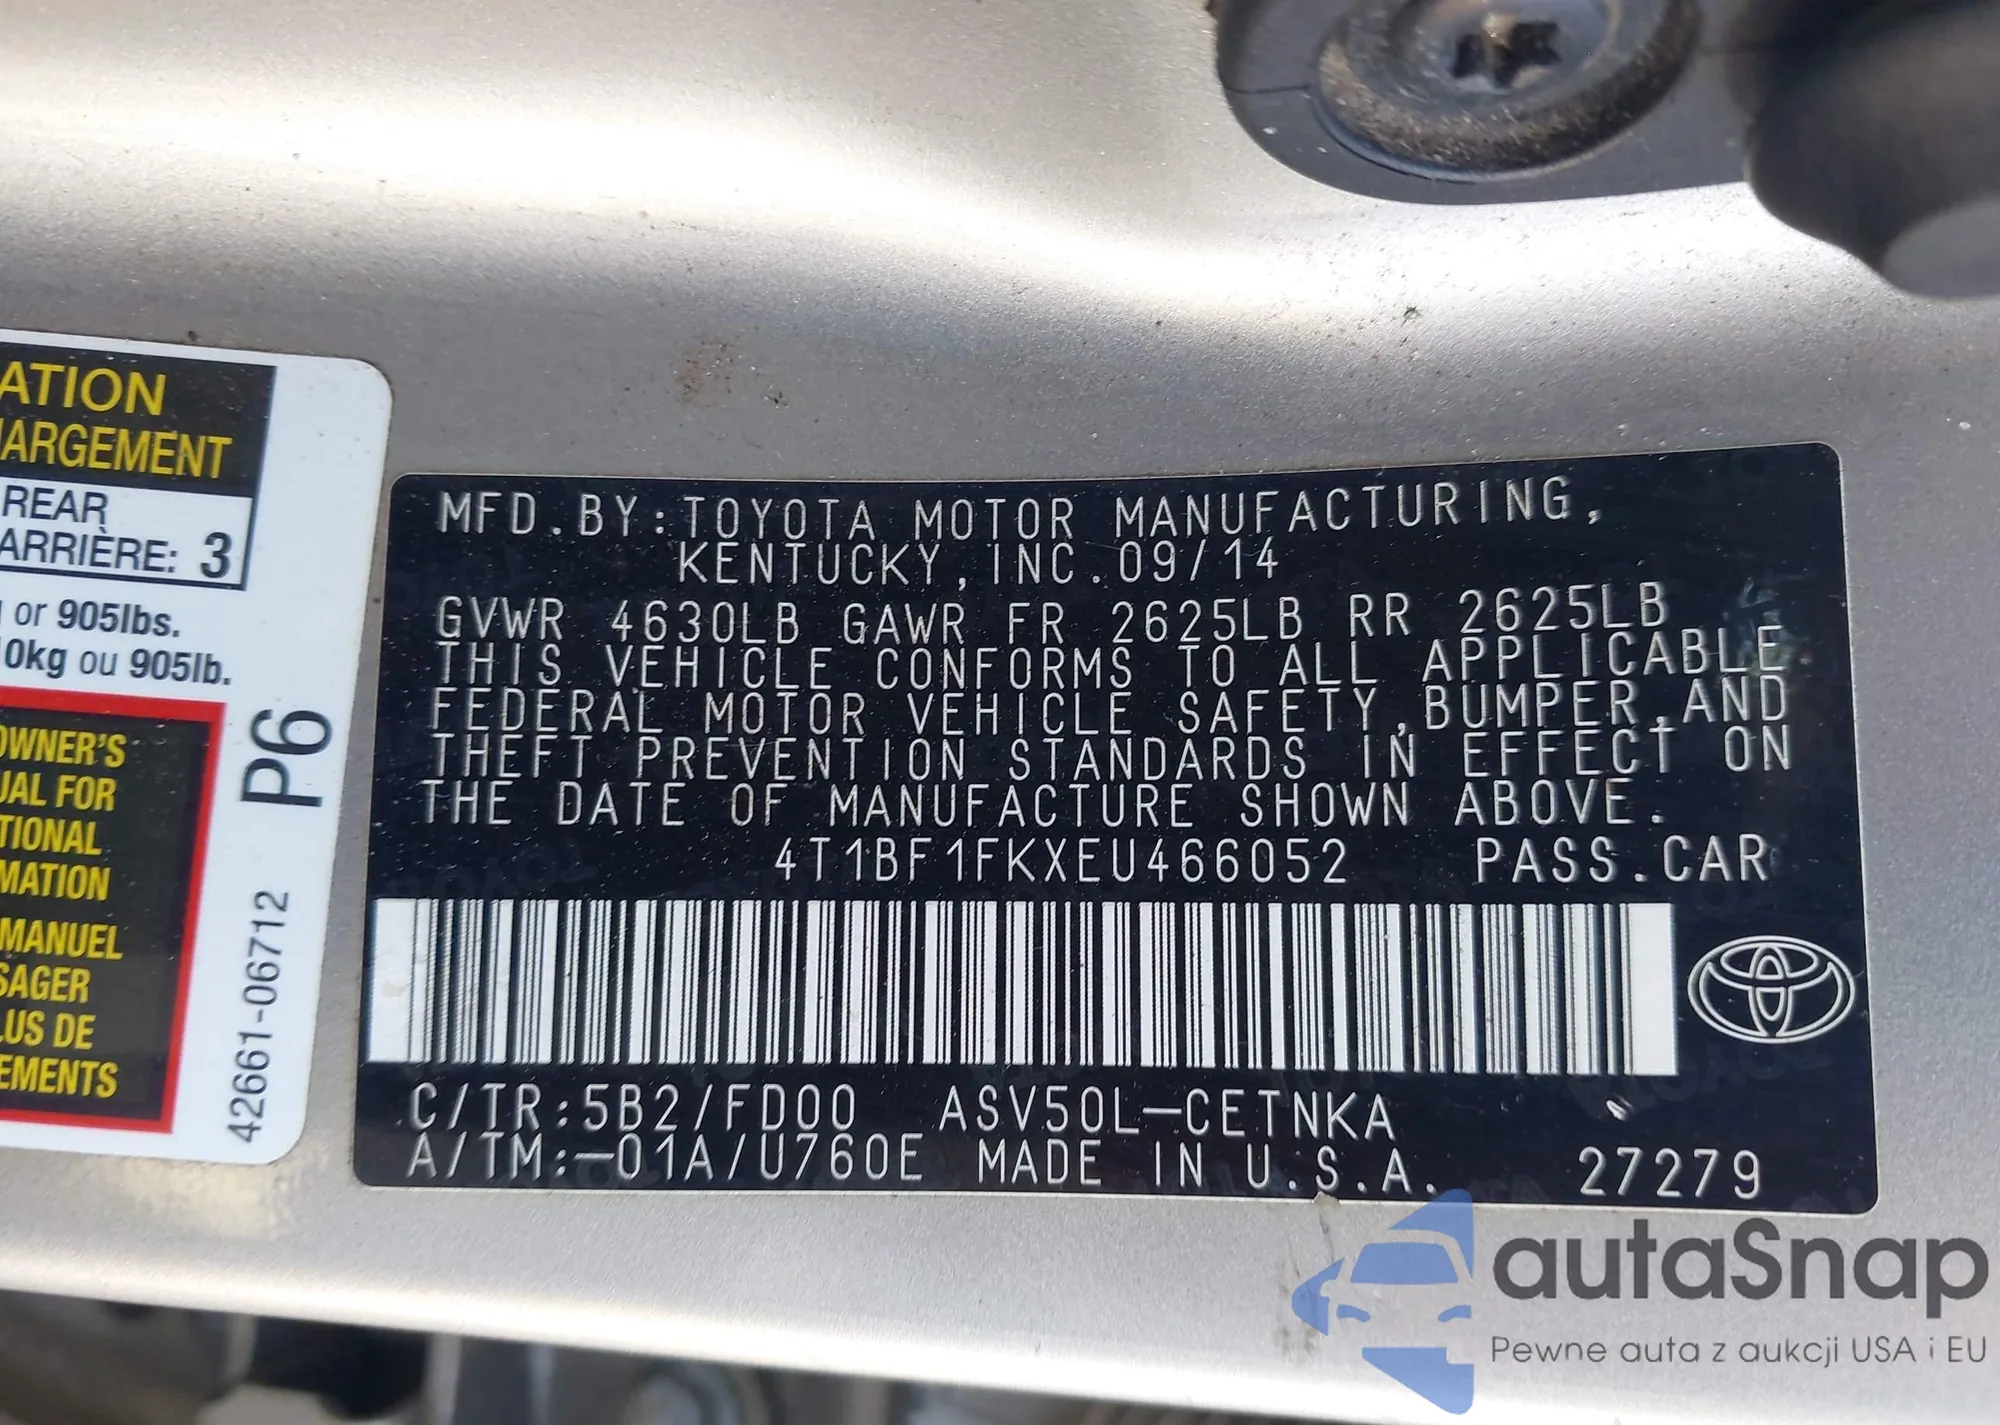 ATION
HARGEMENT
REAR
ARRIÈRE: 3
or 905lbs.
0kg ou 905lb.
OWNER'S
UAL FOR
TIONAL
MATION
MANUEL
SAGER
LUS DE
EMENTS
P6
42661-06712
MFD.BY:TOYOTA MOTOR MANUFACTURING,
KENTUCKY,INC.09/14
GVWR 4630LB GAWR FR 2625LB RR 2625LB
THIS VEHICLE CONFORMS TO ALL APPLICABLE
FEDERAL MOTOR VEHICLE SAFETY,BUMPER,AND
THEFT PREVENTION STANDARDS IN EFFECT ON
THE DATE OF MANUFACTURE SHOWN ABOVE.
4T1BF1FKXEU466052 PASS.CAR
C/TR:5B2/FD00 ASV50L-CETNKA
A/TM:-01A/U760E MADE IN U.S.A. 27279
autaSnap
Pewne auta z aukcji USA i EU